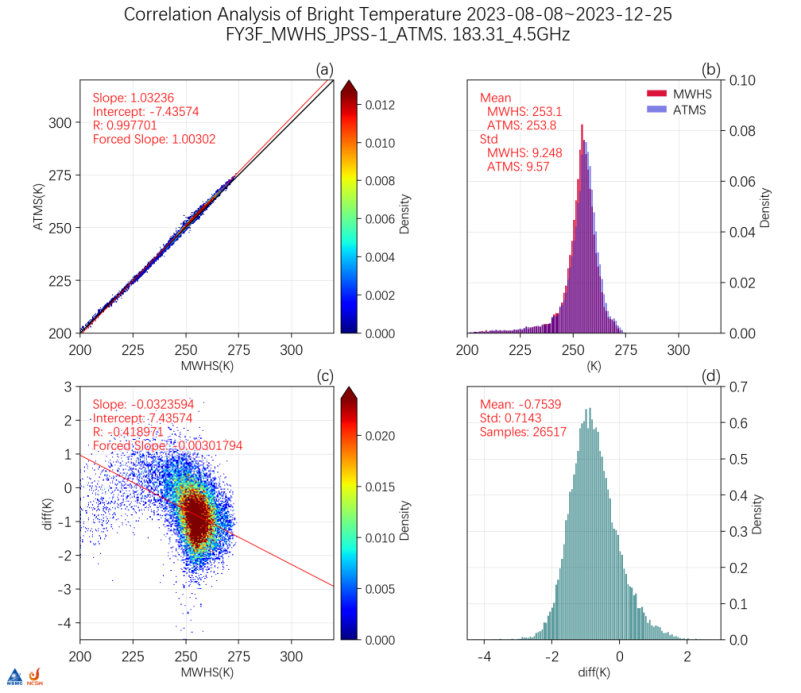 Correlation Analysis of Bright Temperature 2023-08-08~2023-12-25
FY3F_MWHS_JPSS-1_ATMS. 183.31_4.5GHz
(a)
Slope: 1.03236
Intercept: -7.43574
R: 0.997701
Forced Slope: 1.00302
300
275
250
225
200
ATMS(K)
200 225 250 275 300
MWHS(K)
0.012
0.010
0.008
0.006
0.004
0.002
0.000
Density
(b)
Mean
MWHS: 253.1
ATMS: 253.8
Std
MWHS: 9.248
ATMS: 9.57
MWHS
ATMS
0.10
0.08
0.06
0.04
0.02
0.00
Density
200 225 250 275 300
(K)
(c)
Slope: -0.0323594
Intercept: 7.43574
R: -0.418971
Forced Slope: -0.00301794
3
2
1
0
-1
-2
-3
-4
diff(K)
200 225 250 275 300
MWHS(K)
0.020
0.015
0.010
0.005
0.000
Density
(d)
Mean: -0.7539
Std: 0.7143
Samples: 26517
0.7
0.6
0.5
0.4
0.3
0.2
0.1
0.0
Density
-4 -2 0 2
diff(K)
NSMC NCSM